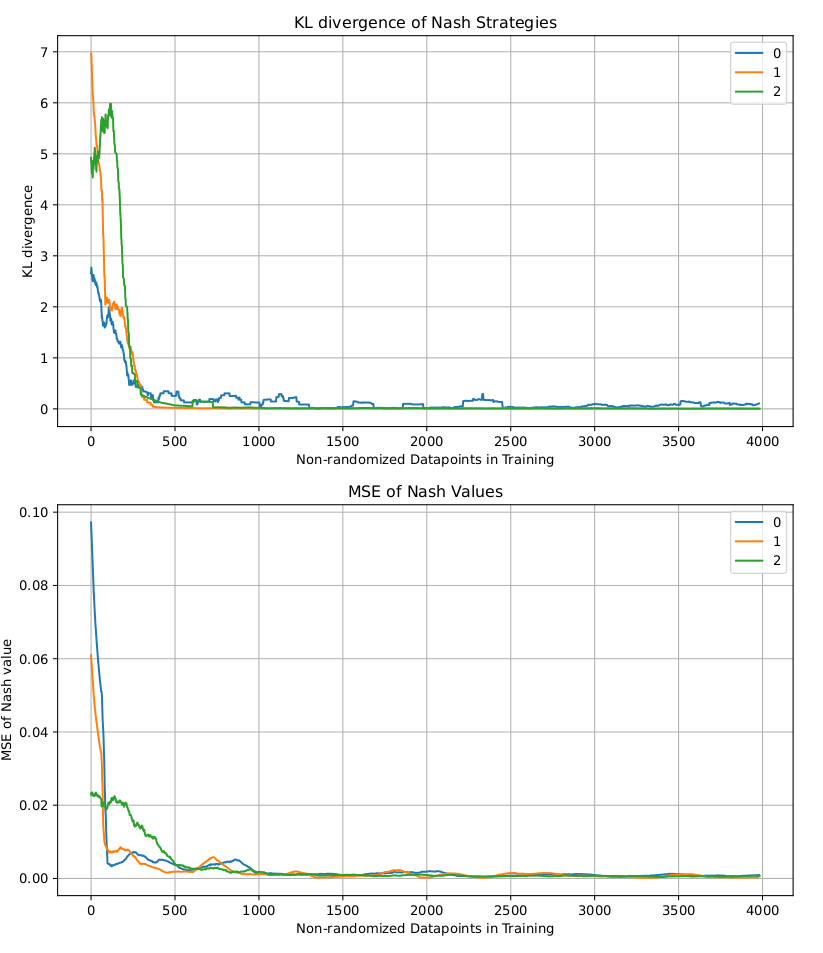 KL divergence of Nash Strategies
7
6
5
4
3
2
1
0
KL divergence
0
1
2
0 500 1000 1500 2000 2500 3000 3500 4000
Non-randomized Datapoints in Training
MSE of Nash Values
0.10
0.08
0.06
0.04
0.02
0.00
MSE of Nash value
0
1
2
0 500 1000 1500 2000 2500 3000 3500 4000
Non-randomized Datapoints in Training